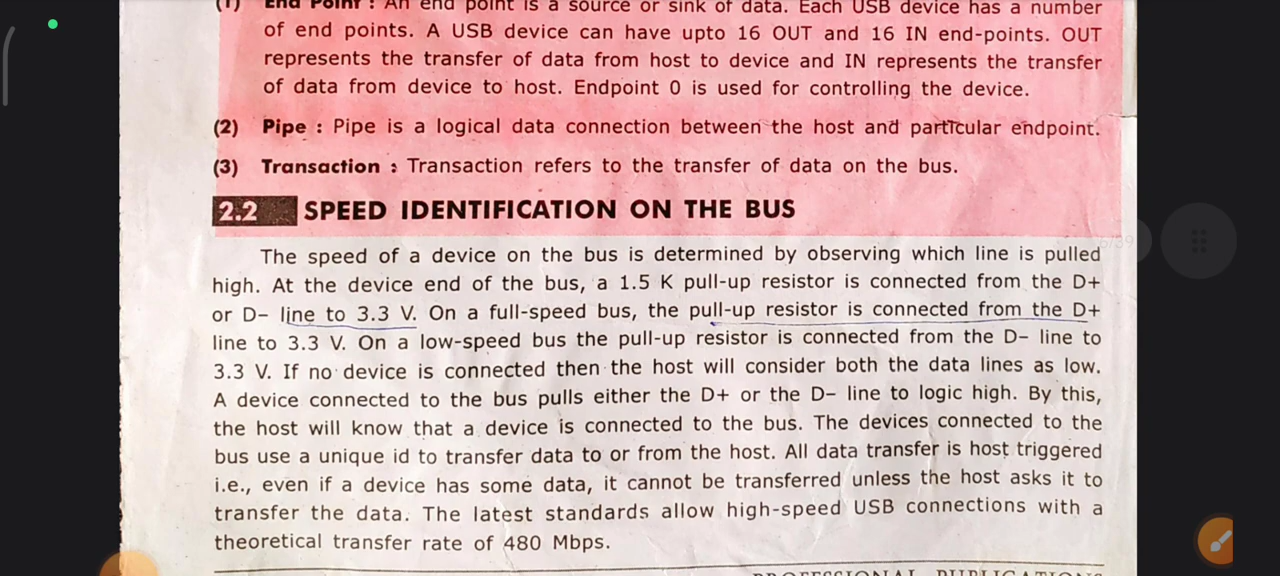 (1) End Point : An end point is a source or sink of data. Each USB device has a number
of end points. A USB device can have upto 16 OUT and 16 IN end-points. OUT
represents the transfer of data from host to device and IN represents the transfer
of data from device to host. Endpoint 0 is used for controlling the device.
(2) Pipe : Pipe is a logical data connection between the host and particular endpoint.
(3) Transaction : Transaction refers to the transfer of data on the bus.
2.2 SPEED IDENTIFICATION ON THE BUS
The speed of a device on the bus is determined by observing which line is pulled
high. At the device end of the bus, a 1.5 K pull-up resistor is connected from the D+
or D– line to 3.3 V. On a full-speed bus, the pull-up resistor is connected from the D+
line to 3.3 V. On a low-speed bus the pull-up resistor is connected from the D– line to
3.3 V. If no device is connected then the host will consider both the data lines as low.
A device connected to the bus pulls either the D+ or the D– line to logic high. By this,
the host will know that a device is connected to the bus. The devices connected to the
bus use a unique id to transfer data to or from the host. All data transfer is host triggered
i.e., even if a device has some data, it cannot be transferred unless the host asks it to
transfer the data. The latest standards allow high-speed USB connections with a
theoretical transfer rate of 480 Mbps.
PROFESSIONAL PUBLICATIONS